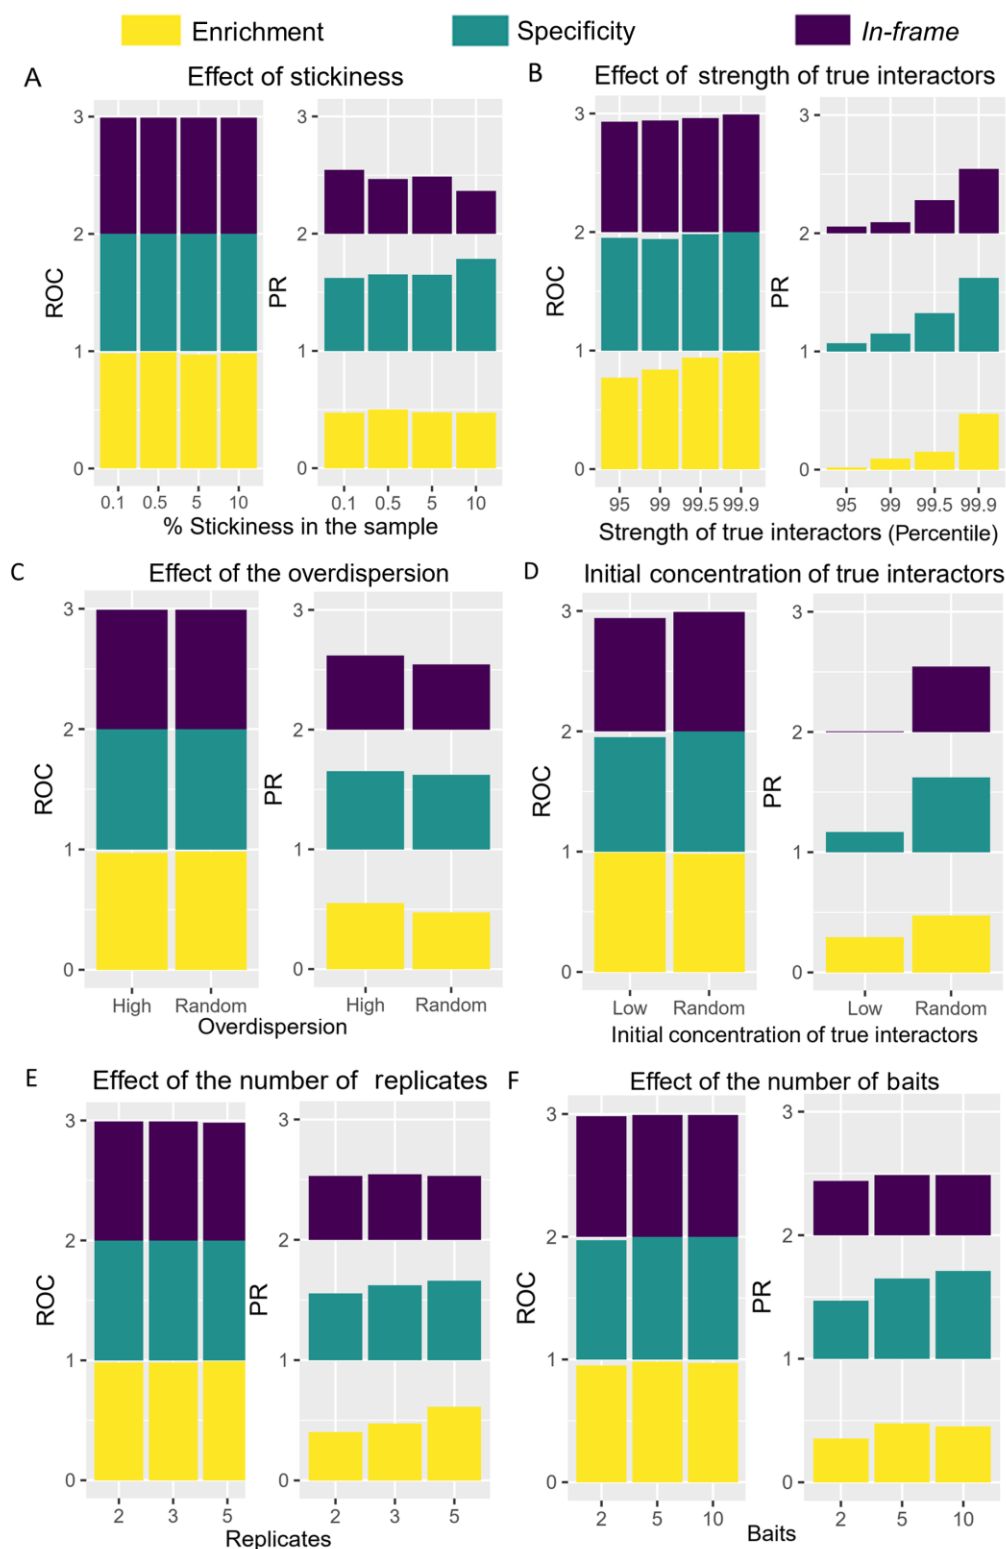 Enrichment Specificity In-frame
A Effect of stickiness
3
2
1
0
ROC
0.1 0.5 5 10
3
2
1
0
PR
0.1 0.5 5 10
% Stickiness in the sample
B Effect of strength of true interactors
3
2
1
0
ROC
95 99 99.5 99.9
3
2
1
0
PR
95 99 99.5 99.9
Strength of true interactors (Percentile)
C Effect of the overdispersion
3
2
1
0
ROC
High Random
3
2
1
0
PR
High Random
Overdispersion
D Initial concentration of true interactors
3
2
1
0
ROC
Low Random
3
2
1
0
PR
Low Random
Initial concentration of true interactors
E Effect of the number of replicates
3
2
1
0
ROC
2 3 5
3
2
1
0
PR
2 3 5
Replicates
F Effect of the number of baits
3
2
1
0
ROC
2 5 10
3
2
1
0
PR
2 5 10
Baits